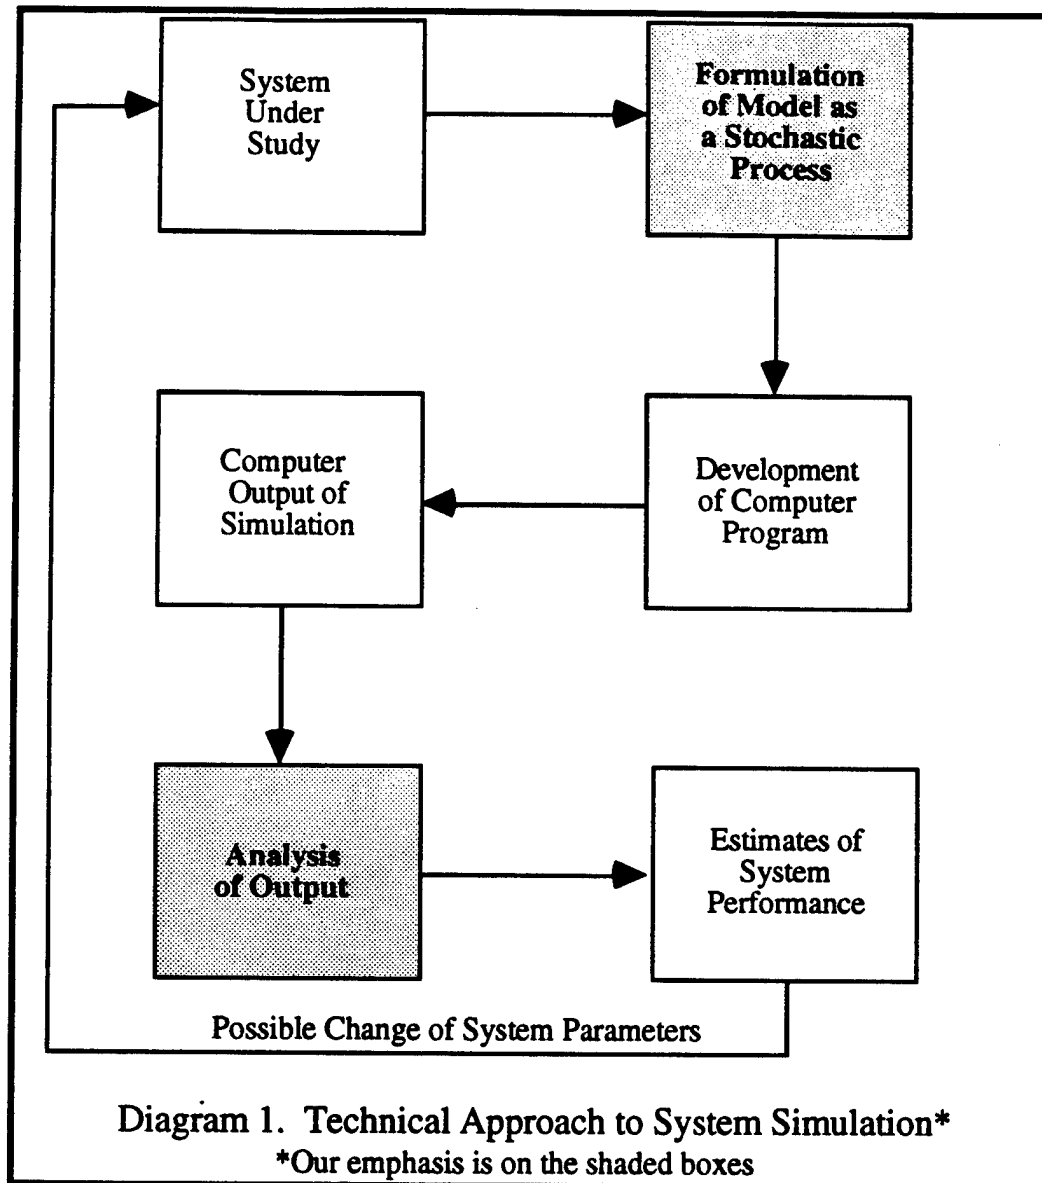 System
Under
Study
Formulation
of Model as
a Stochastic
Process
Development
of Computer
Program
Computer
Output of
Simulation
Analysis
of Output
Estimates of
System
Performance
Possible Change of System Parameters
Diagram 1. Technical Approach to System Simulation*
*Our emphasis is on the shaded boxes